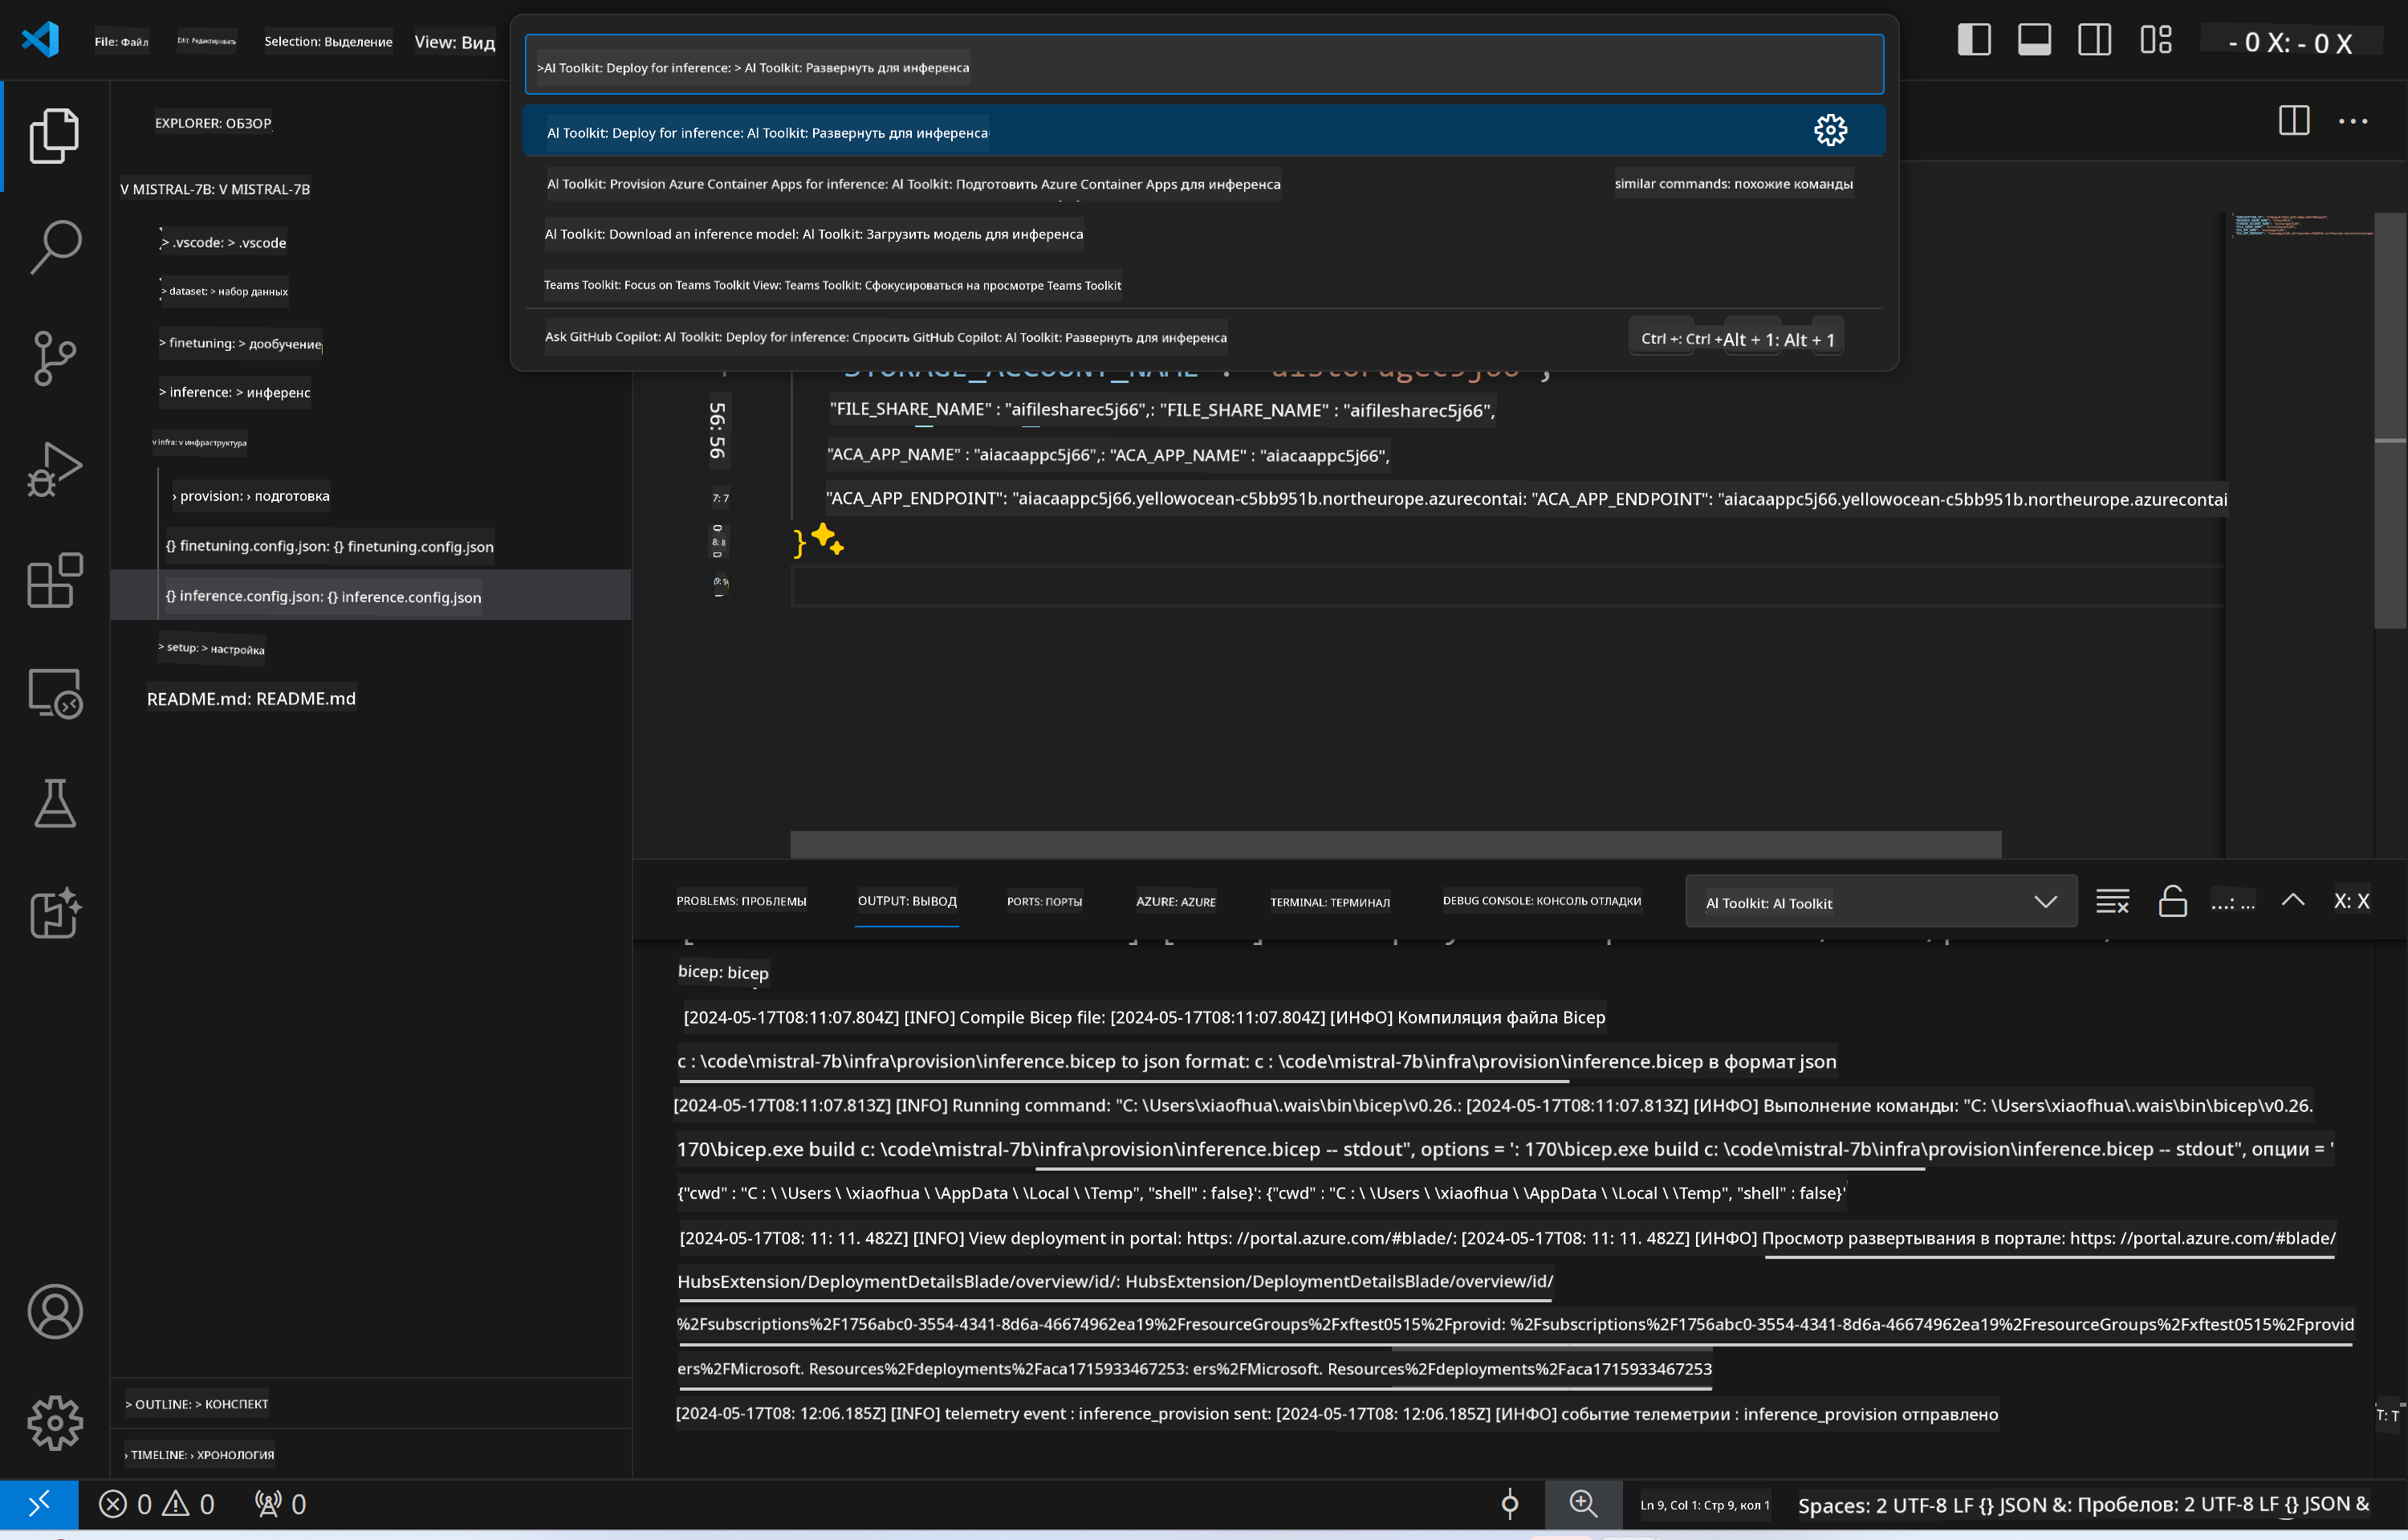 File: Файл
Edit: Редактировать
Selection: Выделение
View: Вид
- 0 X: - 0 X
>AI Toolkit: Deploy for inference: > AI Toolkit: Развернуть для инференса
AI Toolkit: Deploy for inference: AI Toolkit: Развернуть для инференса
AI Toolkit: Provision Azure Container Apps for inference: AI Toolkit: Подготовить Azure Container Apps для инференса
similar commands: похожие команды
AI Toolkit: Download an inference model: AI Toolkit: Загрузить модель для инференса
Teams Toolkit: Focus on Teams Toolkit View: Teams Toolkit: Сфокусироваться на просмотре Teams Toolkit
Ask GitHub Copilot: AI Toolkit: Deploy for inference: Спросить GitHub Copilot: AI Toolkit: Развернуть для инференса
Ctrl +: Ctrl +Alt + 1: Alt + 1
EXPLORER: ОБЗОР
V MISTRAL-7B: V MISTRAL-7B
> .vscode: > .vscode
> dataset: > набор данных
> finetuning: > дообучение
> inference: > инференс
v infra: v инфраструктура
› provision: › подготовка
{} finetuning.config.json: {} finetuning.config.json
{} inference.config.json: {} inference.config.json
> setup: > настройка
README.md: README.md
> OUTLINE: > КОНСПЕКТ
› TIMELINE: › ХРОНОЛОГИЯ
"STORAGE_ACCOUNT_NAME": "aistoragec5j66",
56: 56
"FILE_SHARE_NAME" : "aifilesharec5j66",: "FILE_SHARE_NAME" : "aifilesharec5j66",
"ACA_APP_NAME" : "aiacaappc5j66",: "ACA_APP_NAME" : "aiacaappc5j66",
7: 7
"ACA_APP_ENDPOINT": "aiacaappc5j66.yellowocean-c5bb951b.northeurope.azurecontai: "ACA_APP_ENDPOINT": "aiacaappc5j66.yellowocean-c5bb951b.northeurope.azurecontai
8: 8
}
9: 9
PROBLEMS: ПРОБЛЕМЫ
OUTPUT: ВЫВОД
PORTS: ПОРТЫ
AZURE: AZURE
TERMINAL: ТЕРМИНАЛ
DEBUG CONSOLE: КОНСОЛЬ ОТЛАДКИ
AI Toolkit: AI Toolkit
...: ...
X: X
bicep: bicep
[2024-05-17T08:11:07.804Z] [INFO] Compile Bicep file: [2024-05-17T08:11:07.804Z] [ИНФО] Компиляция файла Bicep
c : \code\mistral-7b\infra\provision\inference.bicep to json format: c : \code\mistral-7b\infra\provision\inference.bicep в формат json
[2024-05-17T08:11:07.813Z] [INFO] Running command: "C: \Users\xiaofhua\.wais\bin\bicep\v0.26.: [2024-05-17T08:11:07.813Z] [ИНФО] Выполнение команды: "C: \Users\xiaofhua\.wais\bin\bicep\v0.26.
170\bicep.exe build c: \code\mistral-7b\infra\provision\inference.bicep -- stdout", options = ': 170\bicep.exe build c: \code\mistral-7b\infra\provision\inference.bicep -- stdout", опции = '
{"cwd" : "C : \ \Users \ \xiaofhua \ \AppData \ \Local \ \Temp", "shell" : false}': {"cwd" : "C : \ \Users \ \xiaofhua \ \AppData \ \Local \ \Temp", "shell" : false}'
[2024-05-17T08: 11: 11. 482Z] [INFO] View deployment in portal: https: //portal.azure.com/#blade/: [2024-05-17T08: 11: 11. 482Z] [ИНФО] Просмотр развертывания в портале: https: //portal.azure.com/#blade/
HubsExtension/DeploymentDetailsBlade/overview/id/: HubsExtension/DeploymentDetailsBlade/overview/id/
%2Fsubscriptions%2F1756abc0-3554-4341-8d6a-46674962ea19%2FresourceGroups%2Fxftest0515%2Fprovid: %2Fsubscriptions%2F1756abc0-3554-4341-8d6a-46674962ea19%2FresourceGroups%2Fxftest0515%2Fprovid
ers%2FMicrosoft. Resources%2Fdeployments%2Faca1715933467253: ers%2FMicrosoft. Resources%2Fdeployments%2Faca1715933467253
[2024-05-17T08: 12:06.185Z] [INFO] telemetry event : inference_provision sent: [2024-05-17T08: 12:06.185Z] [ИНФО] событие телеметрии : inference_provision отправлено
T: T
0
0
0
Ln 9, Col 1: Стр 9, кол 1
Spaces: 2 UTF-8 LF {} JSON &: Пробелов: 2 UTF-8 LF {} JSON &